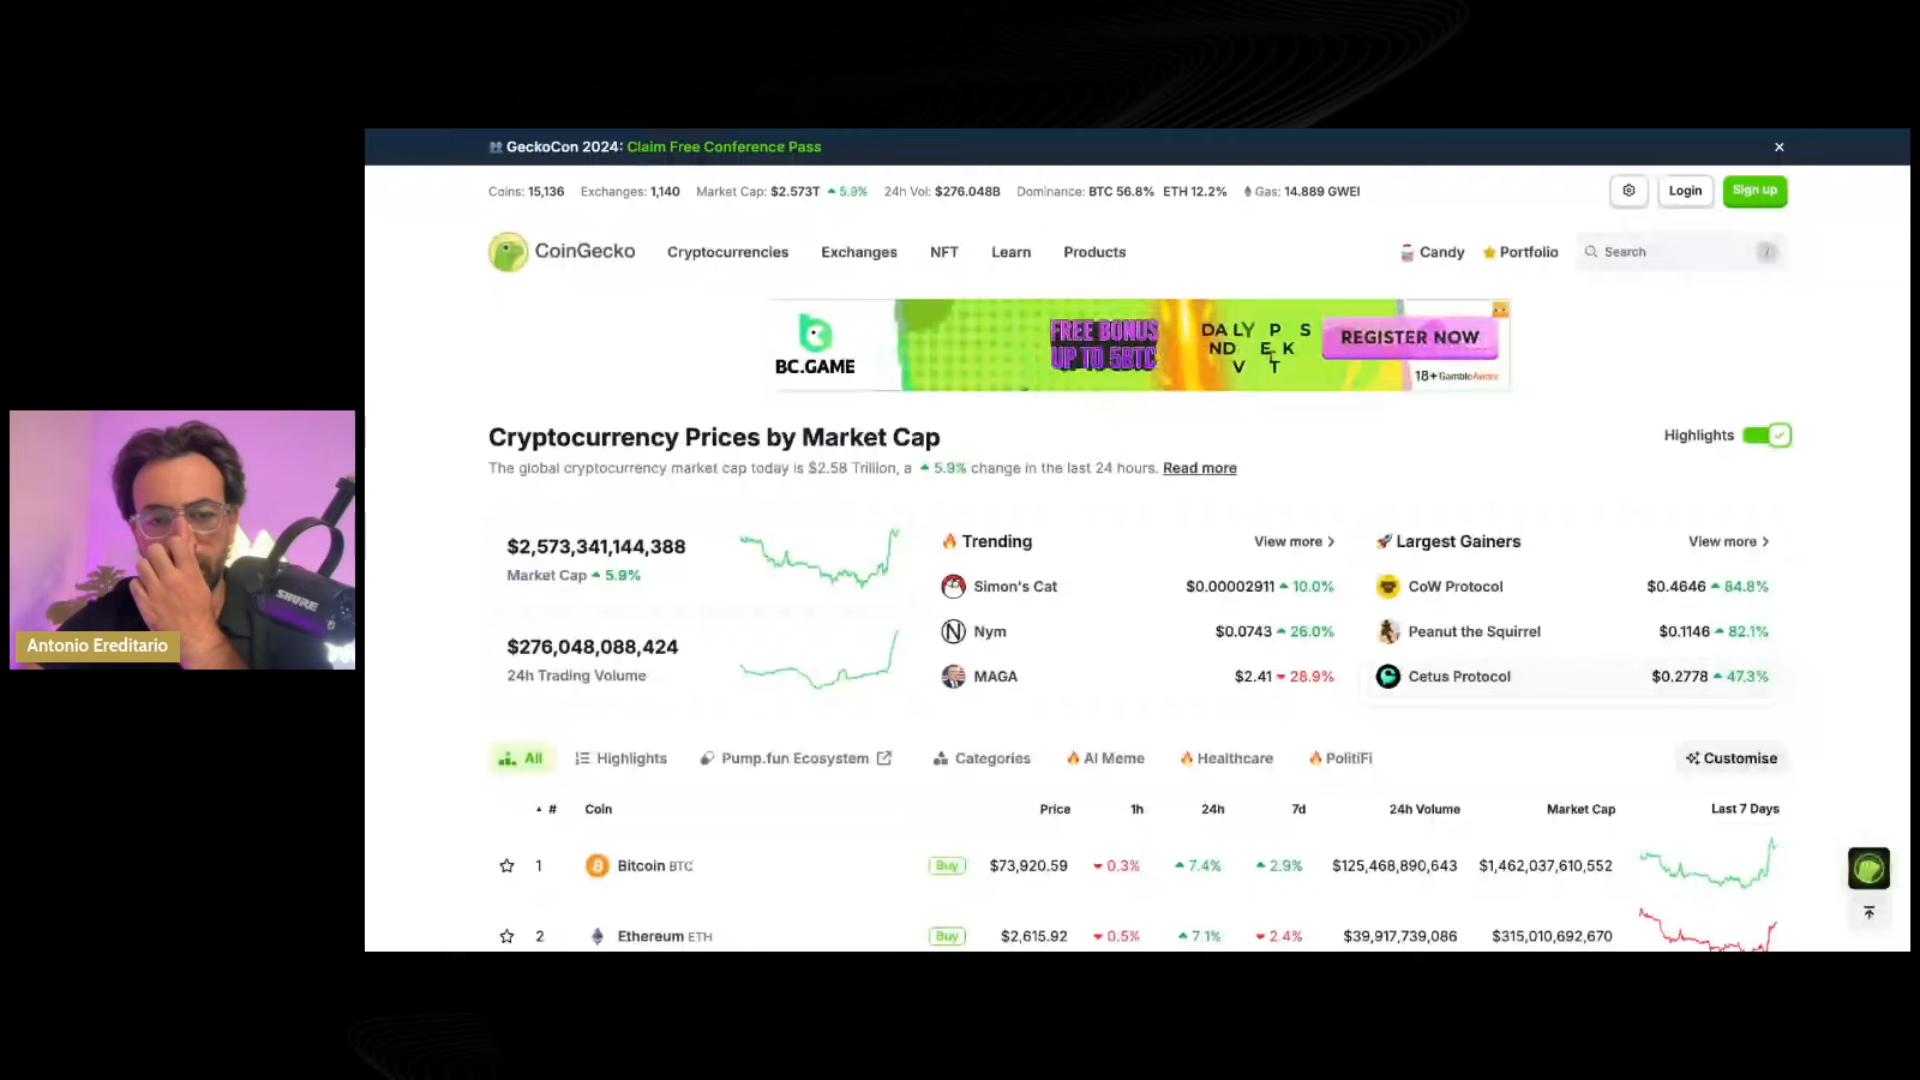 GeckoCon 2024: Claim Free Conference Pass
Coins: 15,136 Exchanges: 1,140 Market Cap: $2.573T 5.9% 24h Vol: $276.048B Dominance: BTC 56.8% ETH 12.2% Gas: 14.889 GWEI
Login
Sign up
CoinGecko Cryptocurrencies Exchanges NFT Learn Products Candy Portfolio Search /
BC.GAME
FREE BONUS
UP TO 5BTC
DA LY P S
ND E K
V T
REGISTER NOW
18+ GambleAware
Cryptocurrency Prices by Market Cap
Highlights
The global cryptocurrency market cap today is $2.58 Trillion, a 5.9% change in the last 24 hours. Read more
$2,573,341,144,388
Market Cap 5.9%
$276,048,088,424
24h Trading Volume
Trending View more >
Simon's Cat $0.00002911 10.0%
Nym $0.0743 26.0%
MAGA $2.41 28.9%
Largest Gainers View more >
CoW Protocol $0.4646 84.8%
Peanut the Squirrel $0.1146 82.1%
Cetus Protocol $0.2778 47.3%
SHURE
Antonio Ereditario
All Highlights Pump.fun Ecosystem Categories AI Meme Healthcare PolitiFi Customise
# Coin Price 1h 24h 7d 24h Volume Market Cap Last 7 Days
1 Bitcoin BTC Buy $73,920.59 0.3% 7.4% 2.9% $125,468,890,643 $1,462,037,610,552
2 Ethereum ETH Buy $2,615.92 0.5% 7.1% 2.4% $39,917,739,086 $315,010,692,670